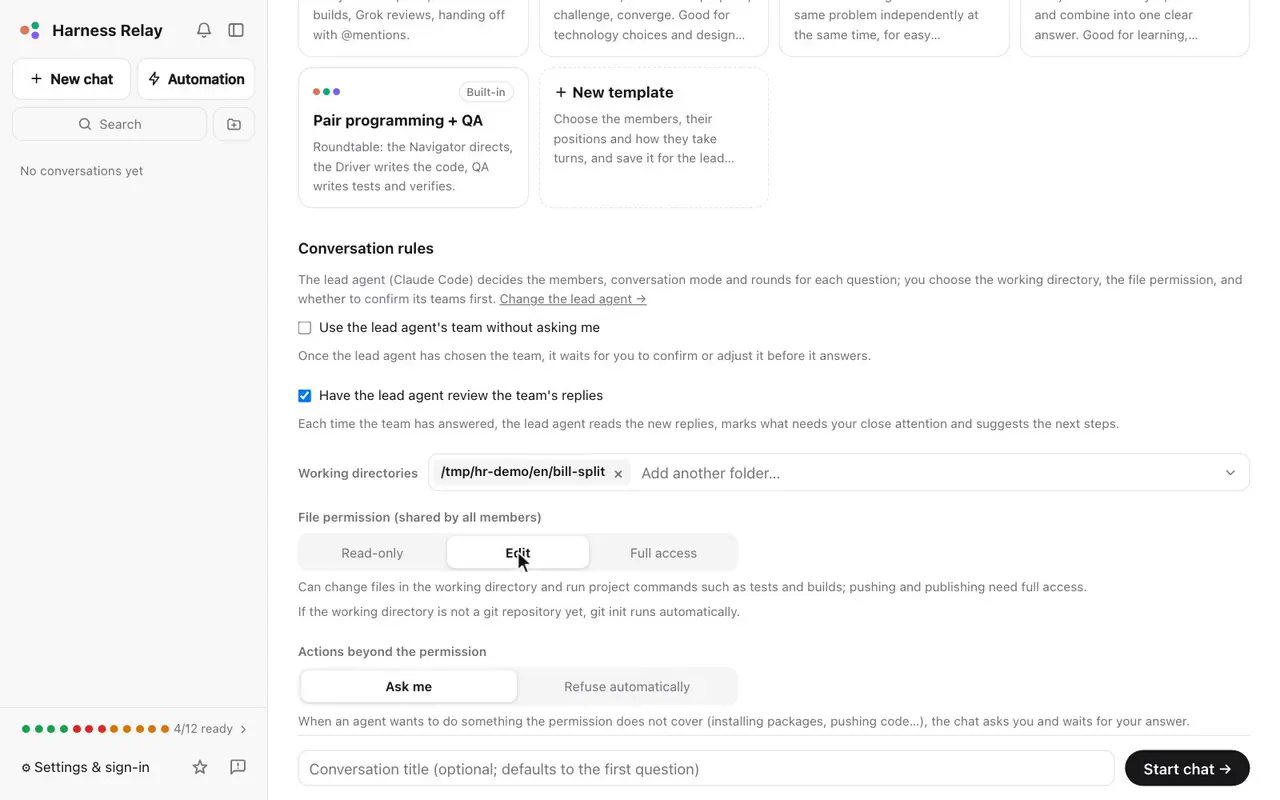 Harness Relay
+ New chat
Automation
Search
No conversations yet
4/12 ready
Settings & sign-in
builds, Grok reviews, handing off
with @mentions.
challenge, converge. Good for
technology choices and design...
same problem independently at
the same time, for easy...
and combine into one clear
answer. Good for learning,...
Built-in
Pair programming + QA
Roundtable: the Navigator directs,
the Driver writes the code, QA
writes tests and verifies.
+ New template
Choose the members, their
positions and how they take
turns, and save it for the lead...
Conversation rules
The lead agent (Claude Code) decides the members, conversation mode and rounds for each question; you choose the working directory, the file permission, and
whether to confirm its teams first. Change the lead agent →
Use the lead agent's team without asking me
Once the lead agent has chosen the team, it waits for you to confirm or adjust it before it answers.
Have the lead agent review the team's replies
Each time the team has answered, the lead agent reads the new replies, marks what needs your close attention and suggests the next steps.
Working directories
/tmp/hr-demo/en/bill-split ×
Add another folder...
File permission (shared by all members)
Read-only
Edit
Full access
Can change files in the working directory and run project commands such as tests and builds; pushing and publishing need full access.
If the working directory is not a git repository yet, git init runs automatically.
Actions beyond the permission
Ask me
Refuse automatically
When an agent wants to do something the permission does not cover (installing packages, pushing code...), the chat asks you and waits for your answer.
Conversation title (optional; defaults to the first question)
Start chat →